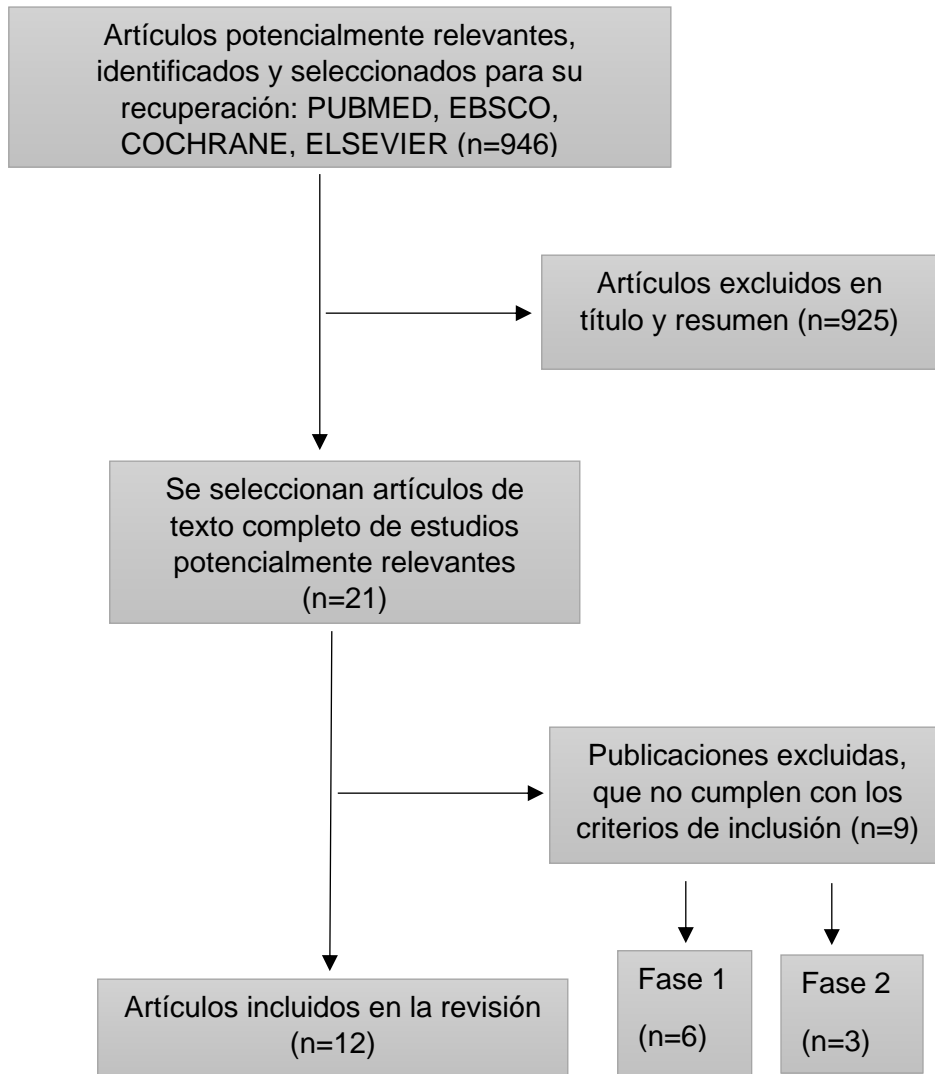 Artículos potencialmente relevantes,
identificados y seleccionados para su
recuperación: PUBMED, EBSCO,
COCHRANE, ELSEVIER (n=946)
Artículos excluidos en
título y resumen (n=925)
Se seleccionan artículos de
texto completo de estudios
potencialmente relevantes
(n=21)
Publicaciones excluidas,
que no cumplen con los
criterios de inclusión (n=9)
Fase 1
(n=6)
Fase 2
(n=3)
Artículos incluidos en la revisión
(n=12)